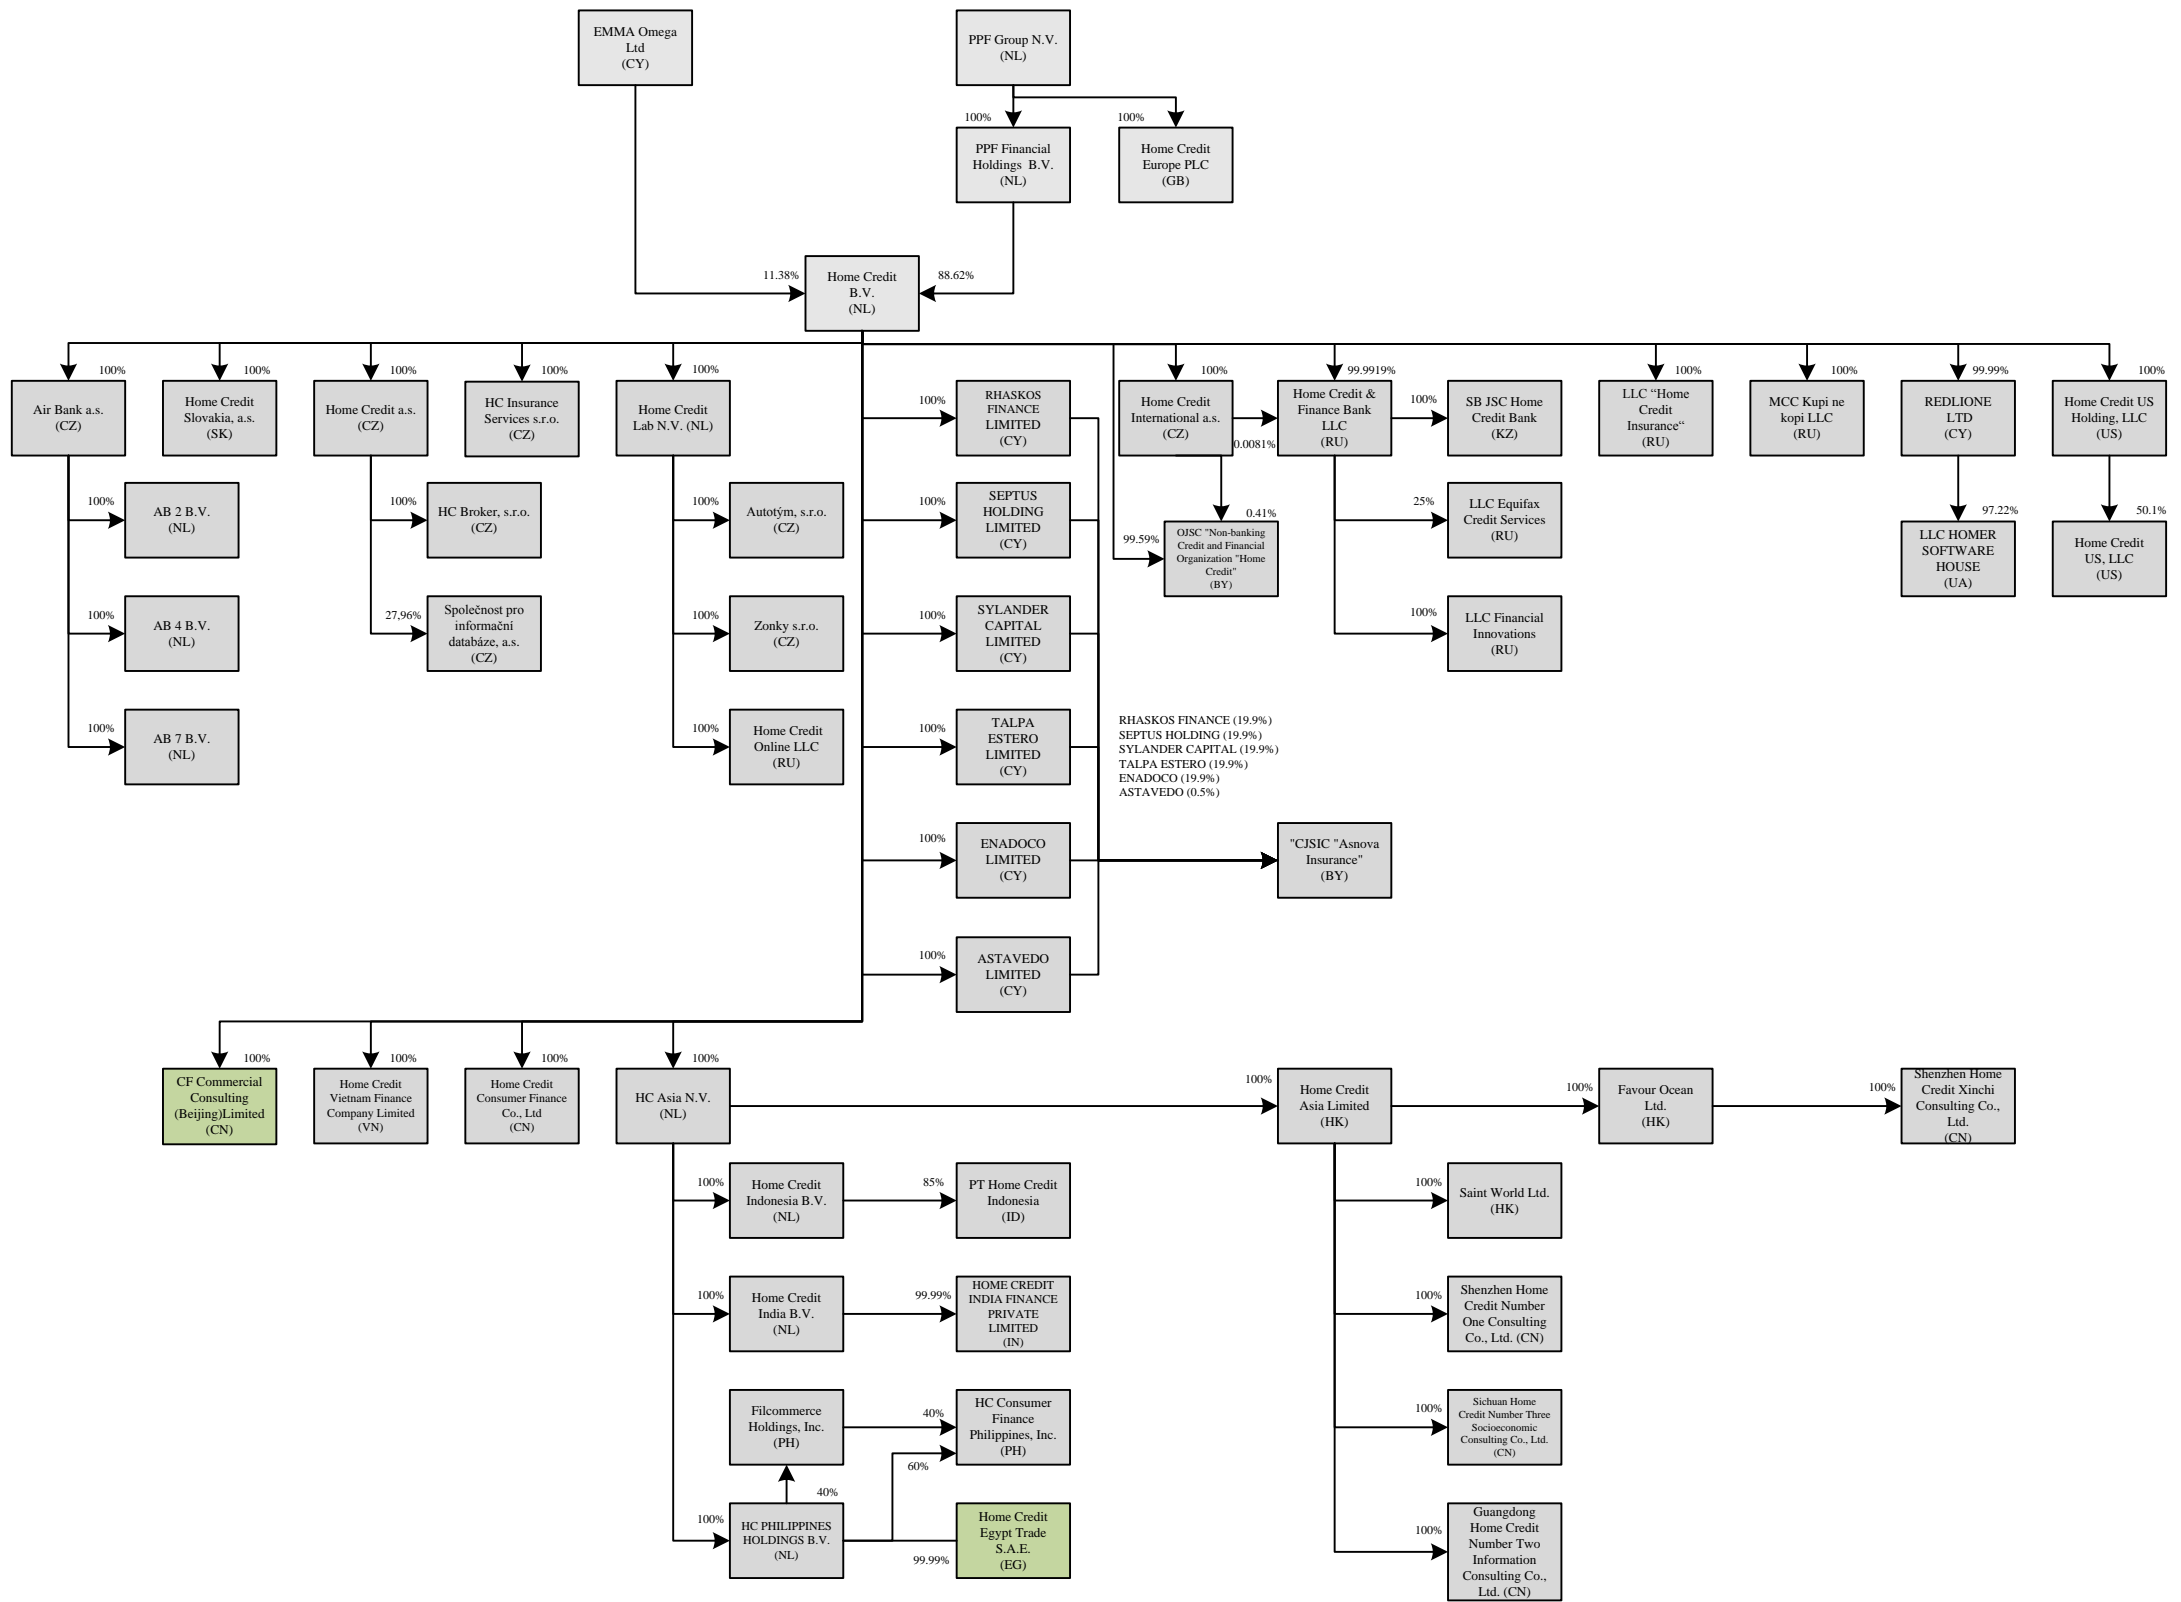 EMMA Omega
Ltd
(CY)
PPF Group N.V.
(NL)
100%
100%
PPF Financial
Holdings B.V.
(NL)
Home Credit
Europe PLC
(GB)
11.38%
88.62%
Home Credit
B.V.
(NL)
100%
Air Bank a.s.
(CZ)
100%
Home Credit
Slovakia, a.s.
(SK)
100%
Home Credit a.s.
(CZ)
100%
HC Insurance
Services s.r.o.
(CZ)
100%
Home Credit
Lab N.V. (NL)
100%
RHASKOS
FINANCE
LIMITED
(CY)
100%
Home Credit
International a.s.
(CZ)
0.0081%
99.9919%
Home Credit &
Finance Bank
LLC
(RU)
100%
SB JSC Home
Credit Bank
(KZ)
100%
LLC “Home
Credit
Insurance“
(RU)
100%
MCC Kupi ne
kopi LLC
(RU)
99.99%
REDLIONE
LTD
(CY)
100%
Home Credit US
Holding, LLC
(US)
100%
AB 2 B.V.
(NL)
100%
HC Broker, s.r.o.
(CZ)
100%
Autotým, s.r.o.
(CZ)
100%
SEPTUS
HOLDING
LIMITED
(CY)
99.59%
0.41%
OJSC "Non-banking
Credit and Financial
Organization "Home
Credit"
(BY)
25%
LLC Equifax
Credit Services
(RU)
97.22%
LLC HOMER
SOFTWARE
HOUSE
(UA)
50.1%
Home Credit
US, LLC
(US)
100%
AB 4 B.V.
(NL)
27,96%
Společnost pro
informační
databáze, a.s.
(CZ)
100%
Zonky s.r.o.
(CZ)
100%
SYLANDER
CAPITAL
LIMITED
(CY)
100%
LLC Financial
Innovations
(RU)
100%
AB 7 B.V.
(NL)
100%
Home Credit
Online LLC
(RU)
100%
TALPA
ESTERO
LIMITED
(CY)
RHASKOS FINANCE (19.9%)
SEPTUS HOLDING (19.9%)
SYLANDER CAPITAL (19.9%)
TALPA ESTERO (19.9%)
ENADOCO (19.9%)
ASTAVEDO (0.5%)
100%
ENADOCO
LIMITED
(CY)
"CJSIC "Asnova
Insurance"
(BY)
100%
ASTAVEDO
LIMITED
(CY)
100%
CF Commercial
Consulting
(Beijing)Limited
(CN)
100%
Home Credit
Vietnam Finance
Company Limited
(VN)
100%
Home Credit
Consumer Finance
Co., Ltd
(CN)
100%
HC Asia N.V.
(NL)
100%
Home Credit
Asia Limited
(HK)
100%
Favour Ocean
Ltd.
(HK)
100%
Shenzhen Home
Credit Xinchi
Consulting Co.,
Ltd.
(CN)
100%
Home Credit
Indonesia B.V.
(NL)
85%
PT Home Credit
Indonesia
(ID)
100%
Saint World Ltd.
(HK)
100%
Home Credit
India B.V.
(NL)
99.99%
HOME CREDIT
INDIA FINANCE
PRIVATE
LIMITED
(IN)
100%
Shenzhen Home
Credit Number
One Consulting
Co., Ltd. (CN)
Filcommerce
Holdings, Inc.
(PH)
40%
HC Consumer
Finance
Philippines, Inc.
(PH)
60%
100%
Sichuan Home
Credit Number Three
Socioeconomic
Consulting Co., Ltd.
(CN)
40%
100%
HC PHILIPPINES
HOLDINGS B.V.
(NL)
99.99%
Home Credit
Egypt Trade
S.A.E.
(EG)
100%
Guangdong
Home Credit
Number Two
Information
Consulting Co.,
Ltd. (CN)